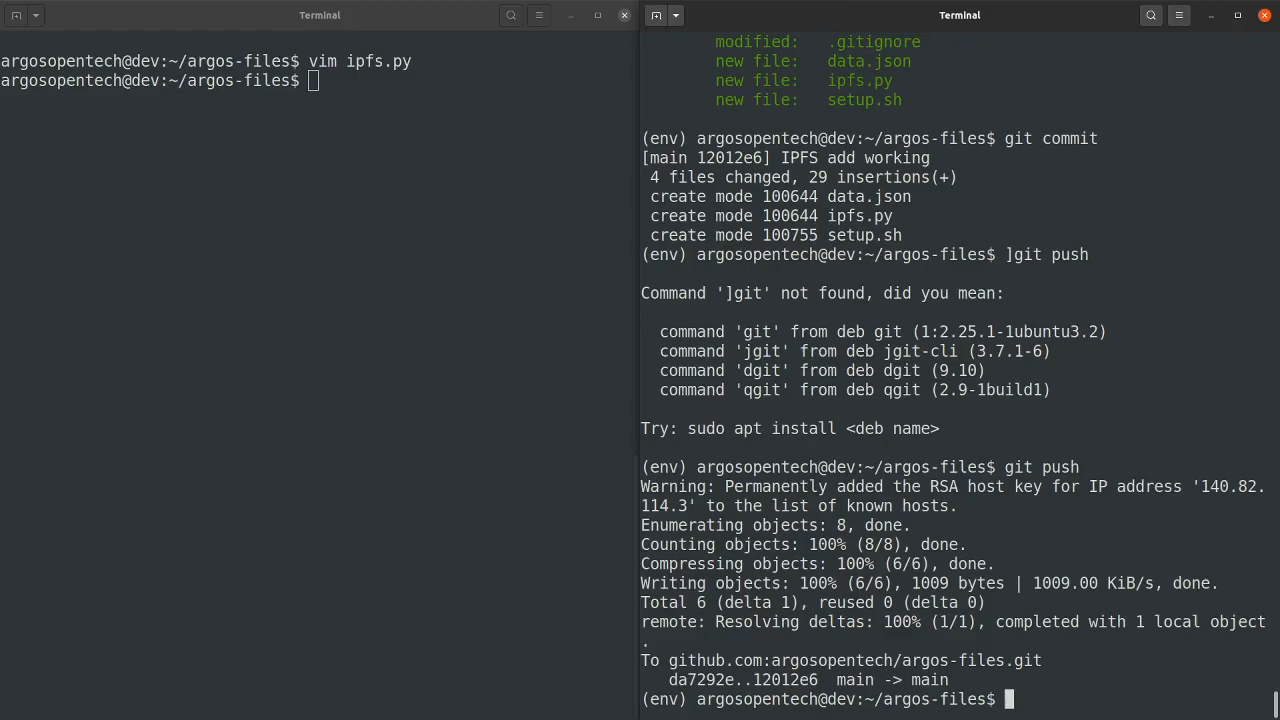 Terminal
argosopentech@dev:~/argos-files$ vim ipfs.py
argosopentech@dev:~/argos-files$
Terminal
modified:   .gitignore
new file:   data.json
new file:   ipfs.py
new file:   setup.sh
(env) argosopentech@dev:~/argos-files$ git commit
[main 12012e6] IPFS add working
 4 files changed, 29 insertions(+)
 create mode 100644 data.json
 create mode 100644 ipfs.py
 create mode 100755 setup.sh
(env) argosopentech@dev:~/argos-files$ ]git push
Command ']git' not found, did you mean:
  command 'git' from deb git (1:2.25.1-1ubuntu3.2)
  command 'jgit' from deb jgit-cli (3.7.1-6)
  command 'dgit' from deb dgit (9.10)
  command 'qgit' from deb qgit (2.9-1build1)
Try: sudo apt install <deb name>
(env) argosopentech@dev:~/argos-files$ git push
Warning: Permanently added the RSA host key for IP address '140.82.
114.3' to the list of known hosts.
Enumerating objects: 8, done.
Counting objects: 100% (8/8), done.
Compressing objects: 100% (6/6), done.
Writing objects: 100% (6/6), 1009 bytes | 1009.00 KiB/s, done.
Total 6 (delta 1), reused 0 (delta 0)
remote: Resolving deltas: 100% (1/1), completed with 1 local object
.
To github.com:argosopentech/argos-files.git
   da7292e..12012e6  main -> main
(env) argosopentech@dev:~/argos-files$